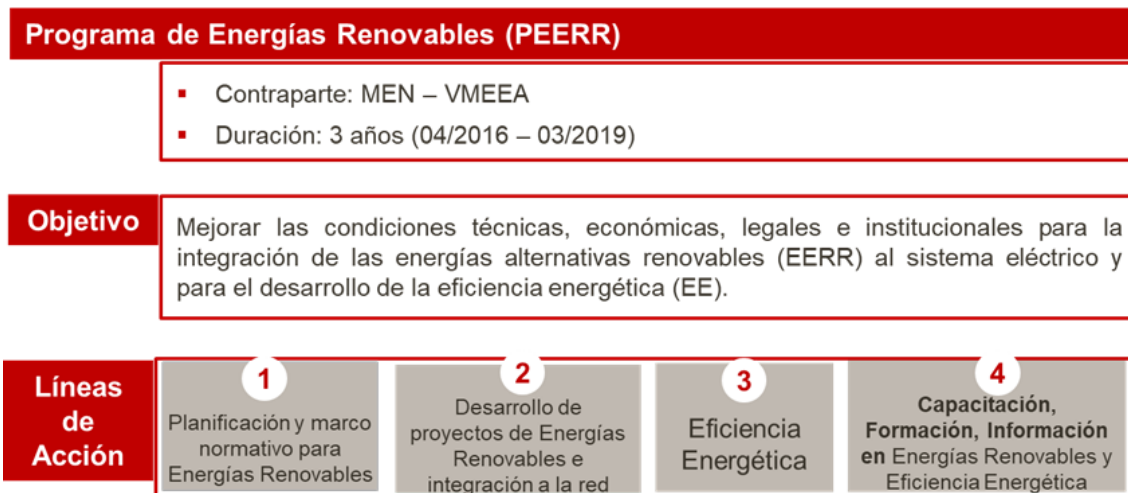 Programa de Energías Renovables (PEERR)
▪ Contraparte: MEN – VMEEA
▪ Duración: 3 años (04/2016 – 03/2019)
Objetivo
Mejorar las condiciones técnicas, económicas, legales e institucionales para la
integración de las energías alternativas renovables (EERR) al sistema eléctrico y
para el desarrollo de la eficiencia energética (EE).
Líneas
de
Acción
1
Planificación y marco
normativo para
Energías Renovables
2
Desarrollo de
proyectos de Energías
Renovables e
integración a la red
3
Eficiencia
Energética
4
Capacitación,
Formación, Información
en Energías Renovables y
Eficiencia Energética